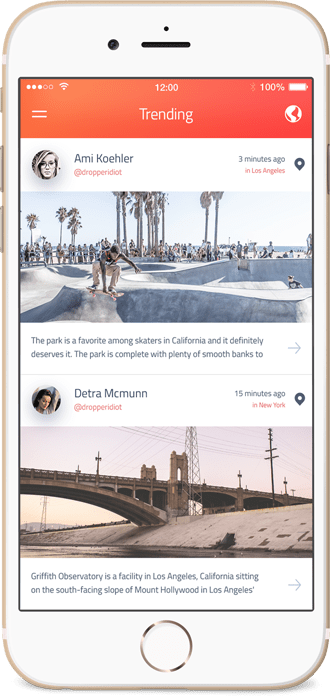 12:00
100%
Trending
Ami Koehler
3 minutes ago
@dropperidiot
in Los Angeles
The park is a favorite among skaters in California and it definitely
deserves it. The park is complete with plenty of smooth banks to
Detra Mcmunn
15 minutes ago
@dropperidiot
in New York
Griffith Observatory is a facility in Los Angeles, California sitting
on the south-facing slope of Mount Hollywood in Los Angeles'